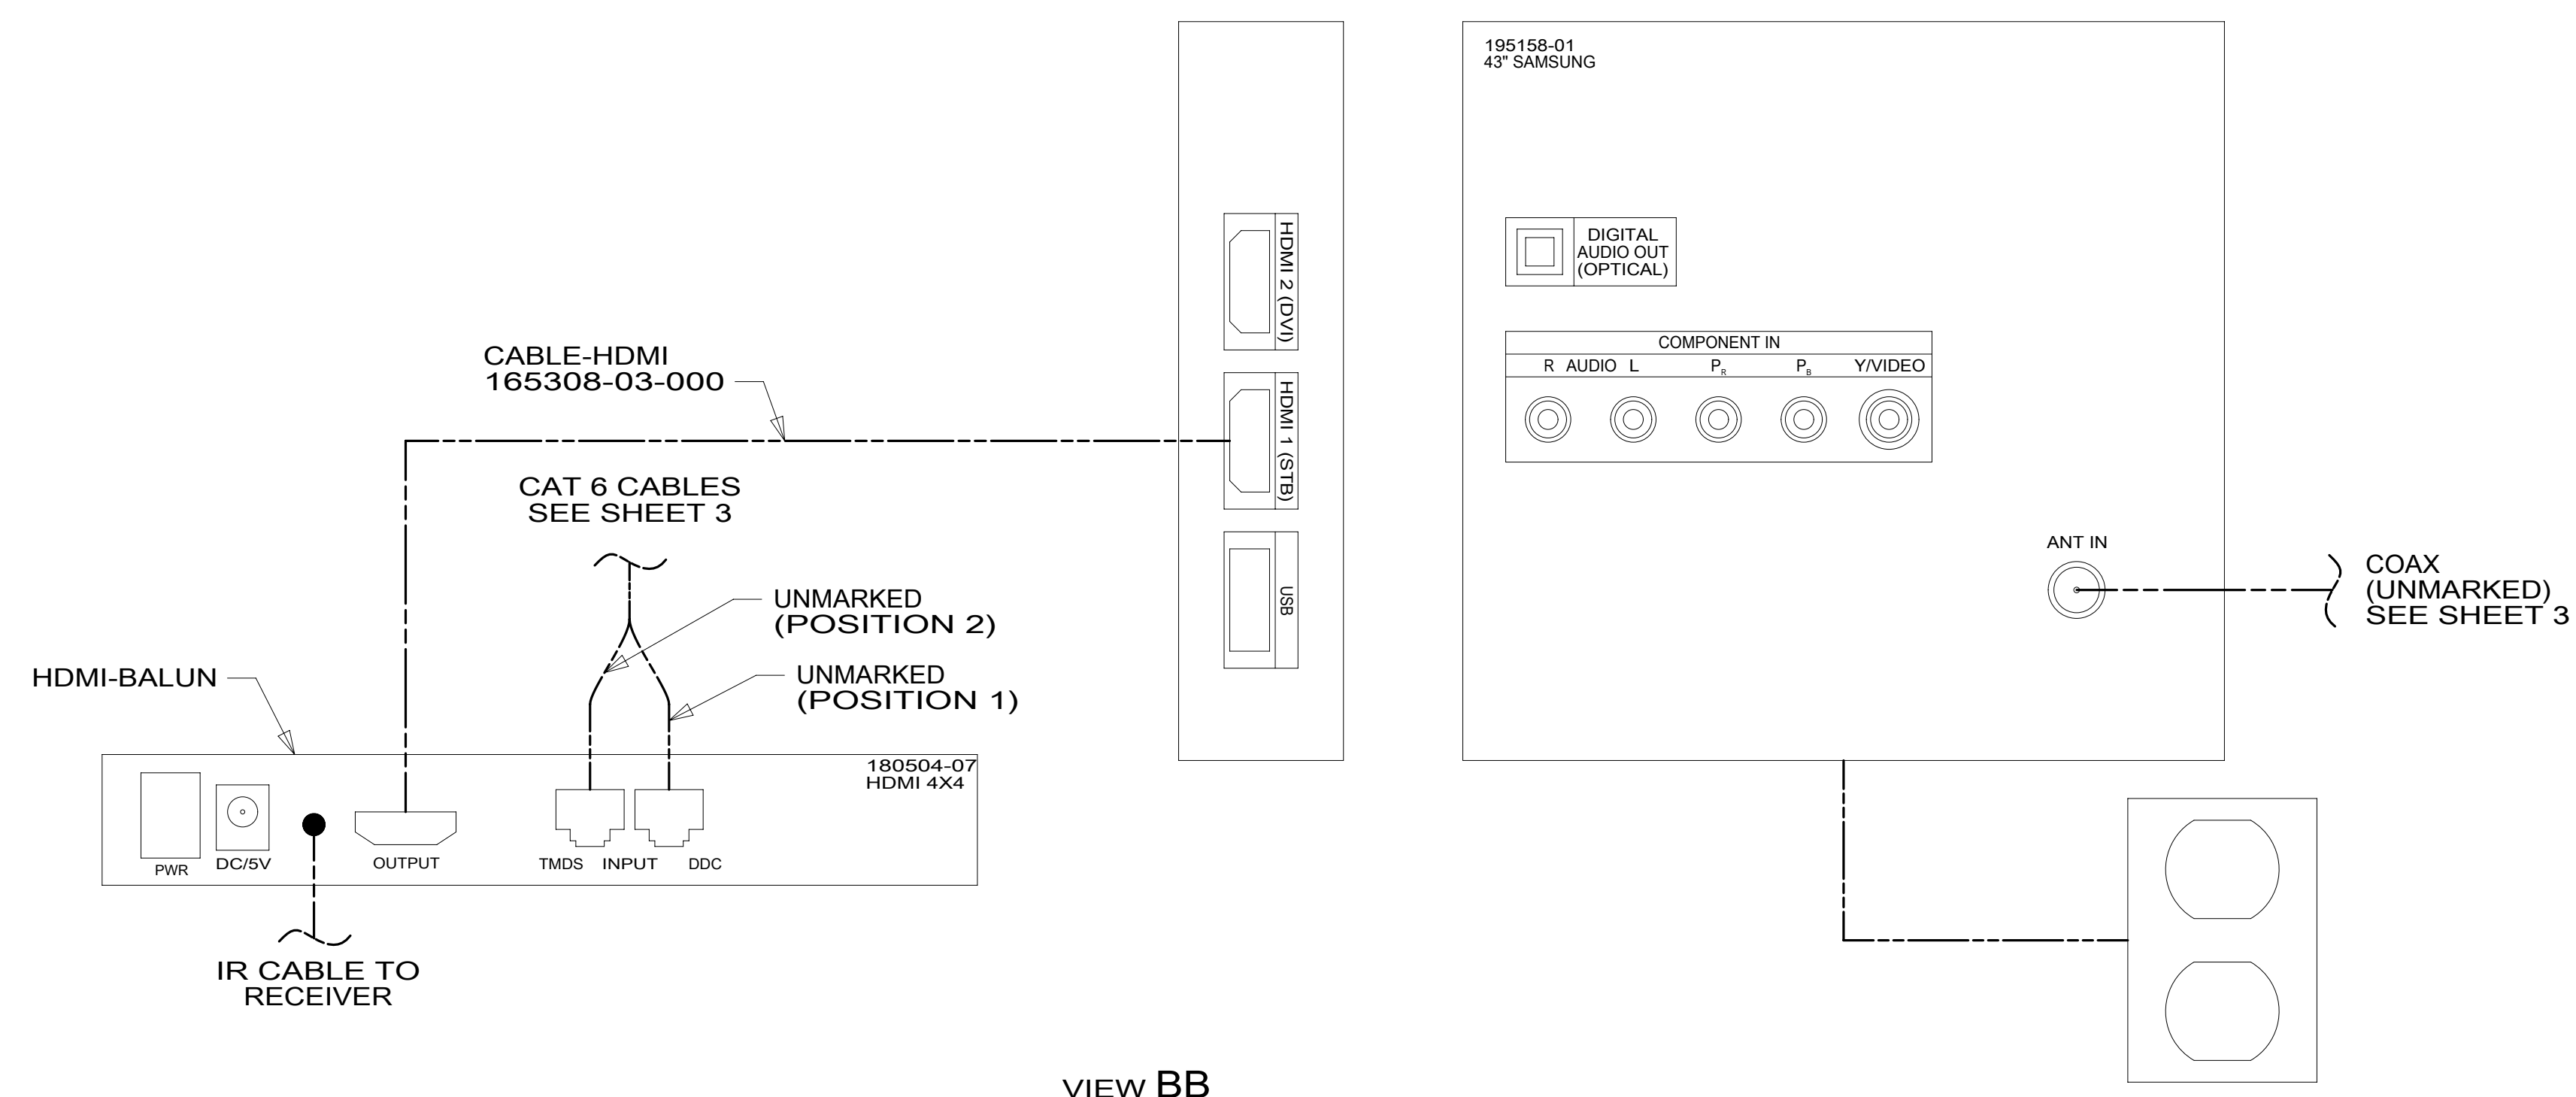 195158-01
43" SAMSUNG
DIGITAL
AUDIO OUT
(OPTICAL)
HDMI 2 (DVI)
COMPONENT IN
R AUDIO L PR PB Y/VIDEO
CABLE-HDMI
165308-03-000
HDMI 1 (STB)
CAT 6 CABLES
SEE SHEET 3
ANT IN
COAX
(UNMARKED)
SEE SHEET 3
USB
UNMARKED
(POSITION 2)
UNMARKED
(POSITION 1)
HDMI-BALUN
180504-07
HDMI 4X4
PWR DC/5V OUTPUT TMDS INPUT DDC
IR CABLE TO
RECEIVER
VIEW BB